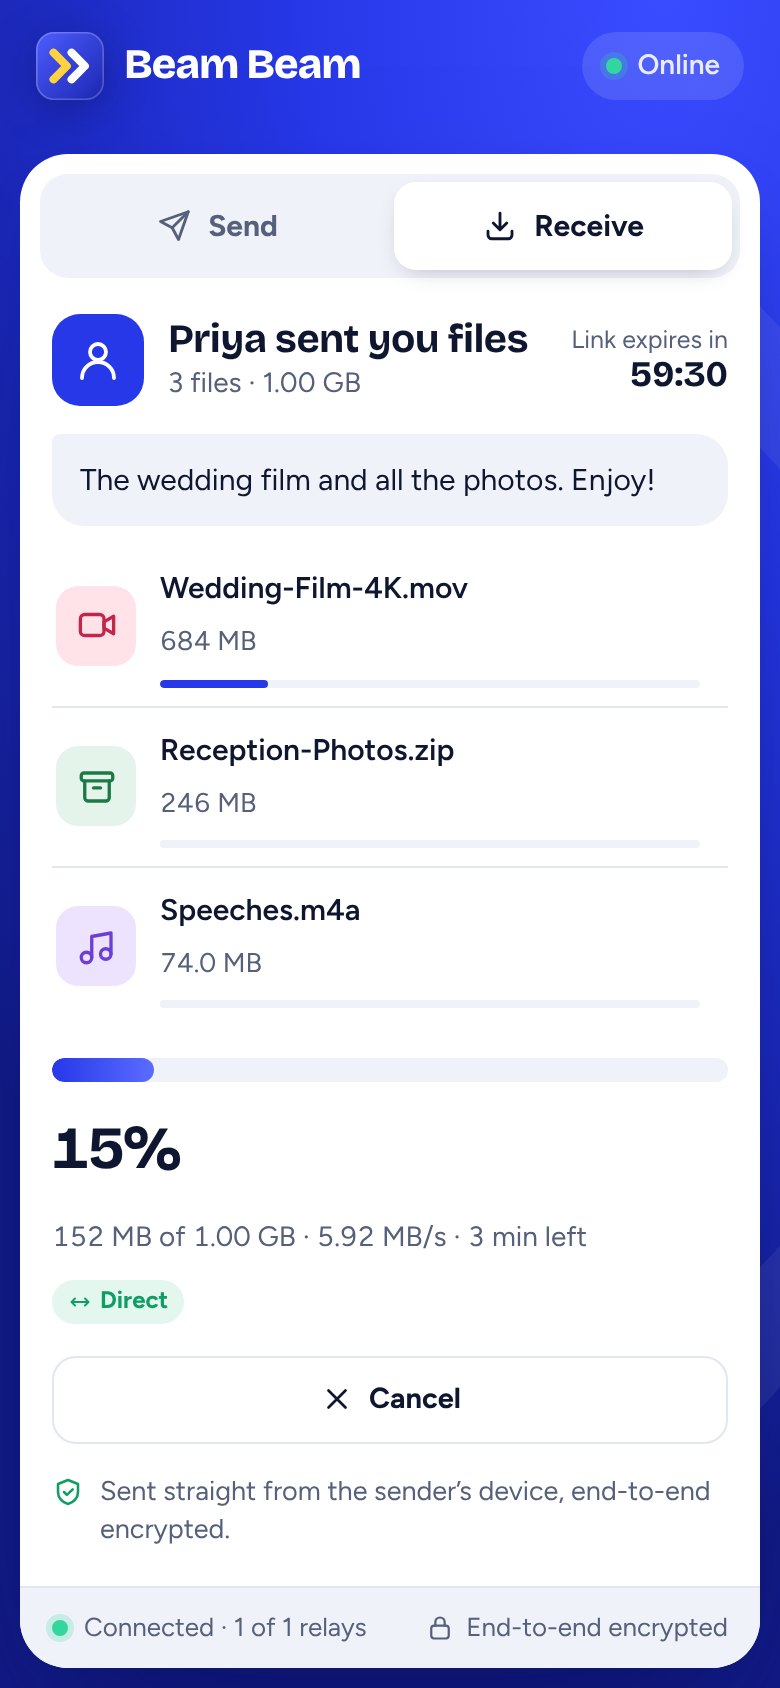 Beam Beam
Online
Send
Receive
Priya sent you files
3 files · 1.00 GB
Link expires in
59:30
The wedding film and all the photos. Enjoy!
Wedding-Film-4K.mov
684 MB
Reception-Photos.zip
246 MB
Speeches.m4a
74.0 MB
15%
152 MB of 1.00 GB · 5.92 MB/s · 3 min left
Direct
Cancel
Sent straight from the sender’s device, end-to-end
encrypted.
Connected · 1 of 1 relays
End-to-end encrypted